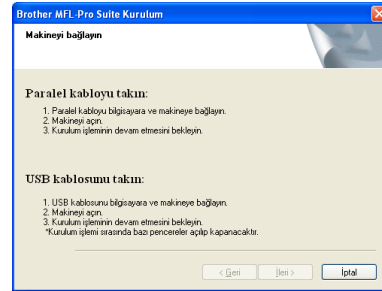 Brother MFL-Pro Suite Kurulum
Makineyi bağlayın
Paralel kabloyu takın:
1. Paralel kabloyu bilgisayara ve makineye bağlayın.
2. Makineyi açın.
3. Kurulum işleminin devam etmesini bekleyin.
USB kablosunu takın:
1. USB kablosunu bilgisayara ve makineye bağlayın.
2. Makineyi açın.
3. Kurulum işleminin devam etmesini bekleyin.
*Kurulum işlemi sırasında bazı pencereler açılıp kapanacaktır.
< Geri İleri > İptal